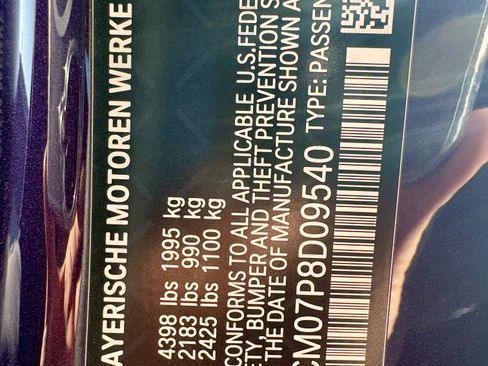 AYERISCHE MOTOREN WERKE
4398 lbs 1995 kg
2183 lbs 990 kg
2425 lbs 1100 kg
CONFORMS TO ALL APPLICABLE U.S.FEDE
ETY, BUMPER AND THEFT PREVENTION S
THE DATE OF MANUFACTURE SHOWN A
CM07P8D09540 TYPE: PASSEN